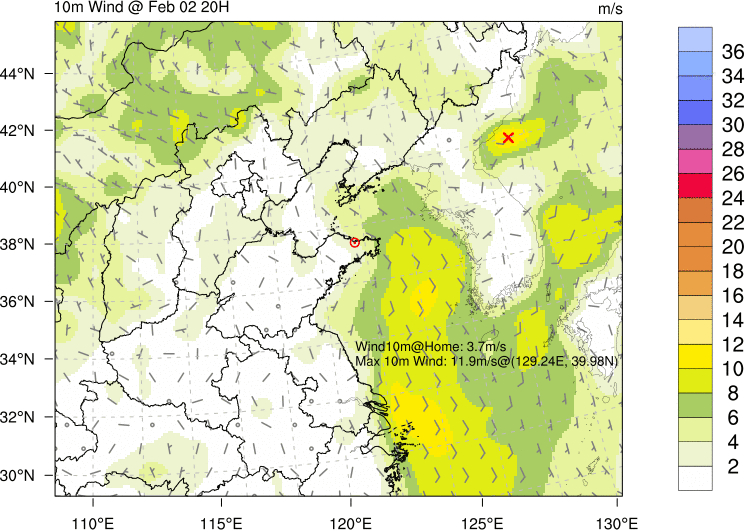 10m Wind @ Feb 02 20H
m/s
44°N
42°N
40°N
38°N
36°N
34°N
32°N
30°N
110°E
115°E
120°E
125°E
130°E
Wind10m@Home: 3.7m/s
Max 10m Wind: 11.9m/s@(129.24E, 39.98N)
36
34
32
30
28
26
24
22
20
18
16
14
12
10
8
6
4
2